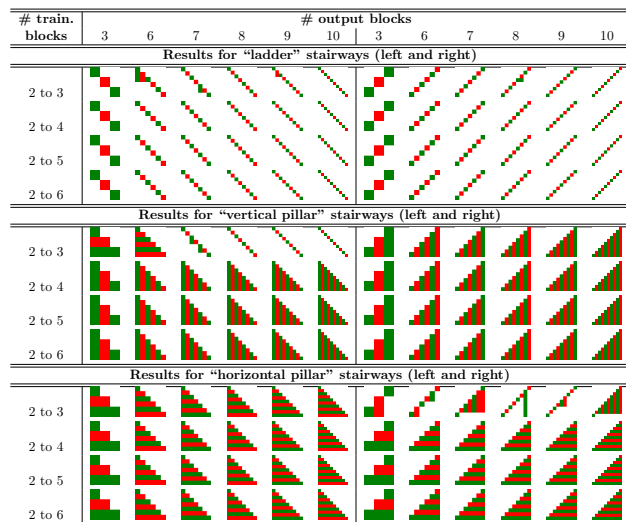 # train. # output blocks
blocks 3 6 7 8 9 10 3 6 7 8 9 10
Results for “ladder” stairways (left and right)
2 to 3
2 to 4
2 to 5
2 to 6
Results for “vertical pillar” stairways (left and right)
2 to 3
2 to 4
2 to 5
2 to 6
Results for “horizontal pillar” stairways (left and right)
2 to 3
2 to 4
2 to 5
2 to 6